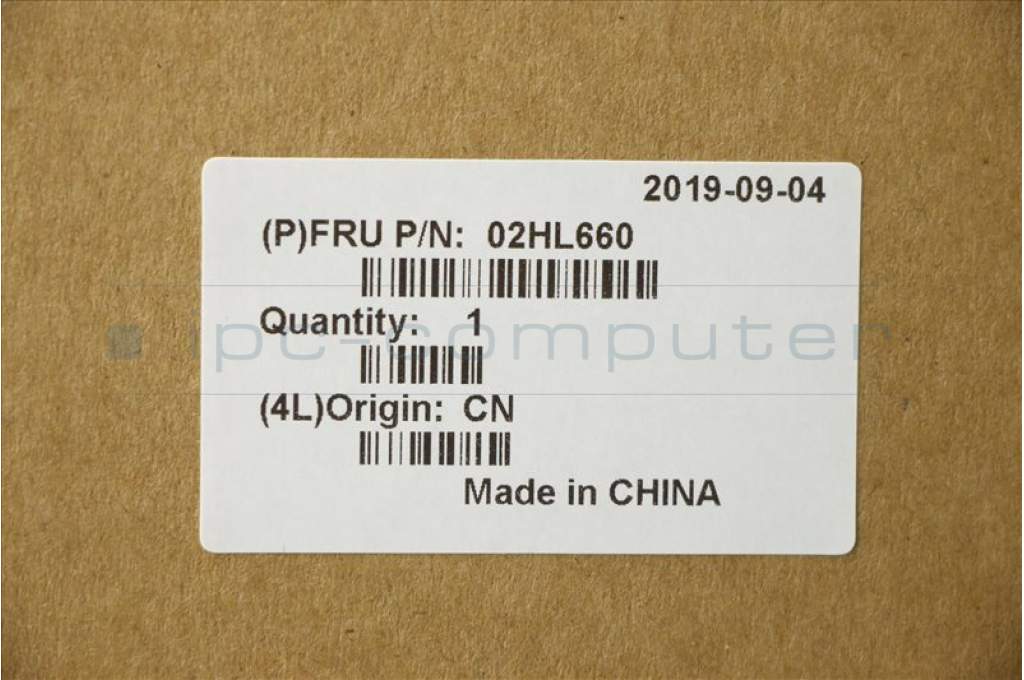 2019-09-04
(P)FRU P/N: 02HL660
Quantity: 1
ipc-computer
(4L)Origin: CN
Made in CHINA